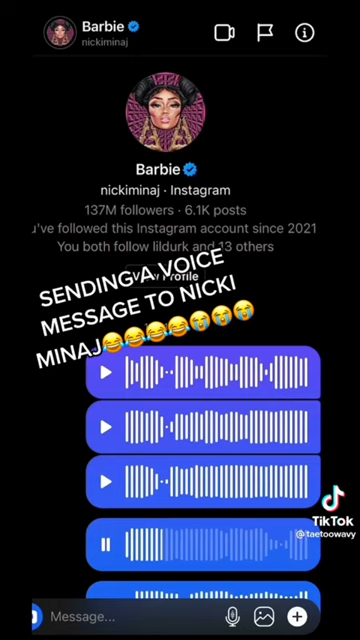 Barbie
nickiminaj
Barbie
nickiminaj · Instagram
137M followers · 6.1K posts
u've followed this Instagram account since 2021
You both follow lildurk and 13 others
SENDING A VOICE
MESSAGE TO NICKI
MINAJ😂😂😂😂😭😭😭
TikTok
@taetoowavy
Message...